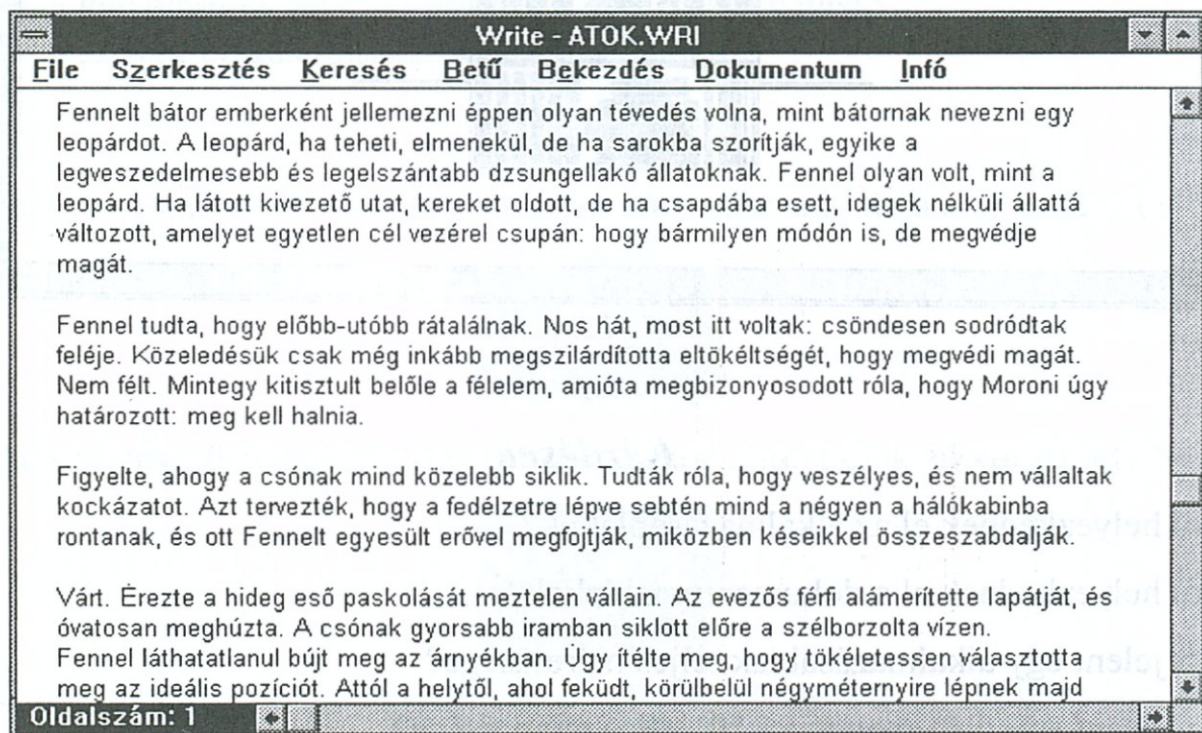 Write - ATOK.WRI
File Szerkesztés Keresés Betű Bekezdés Dokumentum Infó
Fennelt bátor emberként jellemezni éppen olyan tévedés volna, mint bátornak nevezni egy
leopárdot. A leopárd, ha teheti, elmenekül, de ha sarokba szorítják, egyike a
legveszedelmesebb és legelszántabb dzsungellakó állatoknak. Fennel olyan volt, mint a
leopárd. Ha látott kivezető utat, kereket oldott, de ha csapdába esett, idegek nélküli állattá
változott, amelyet egyetlen cél vezérel csupán: hogy bármilyen módón is, de megvédje
magát.
Fennel tudta, hogy előbb-utóbb rátalálnak. Nos hát, most itt voltak: csöndesen sodródtak
feléje. Közeledésük csak még inkább megszilárdította eltökéltségét, hogy megvédi magát.
Nem félt. Mintegy kitisztult belőle a félelem, amióta megbizonyosodott róla, hogy Moroni úgy
határozott: meg kell halnia.
Figyelte, ahogy a csónak mind közelebb siklik. Tudták róla, hogy veszélyes, és nem vállaltak
kockázatot. Azt tervezték, hogy a fedélzetre lépve sebtén mind a négyen a hálókabinba
rontanak, és ott Fennelt egyesült erővel megfojtják, miközben késeikkel összeszabdalják.
Várt. Érezte a hideg eső paskolását meztelen vállain. Az evezős férfi alámerítette lapátját, és
óvatosan meghúzta. A csónak gyorsabb iramban siklott előre a szélborzolta vízen.
Fennel láthatatlanul bújt meg az árnyékban. Úgy ítélte meg, hogy tökéletesen választotta
meg az ideális pozíciót. Attól a helytől, ahol feküdt, körülbelül négyméternyire lépnek majd
Oldalszám: 1